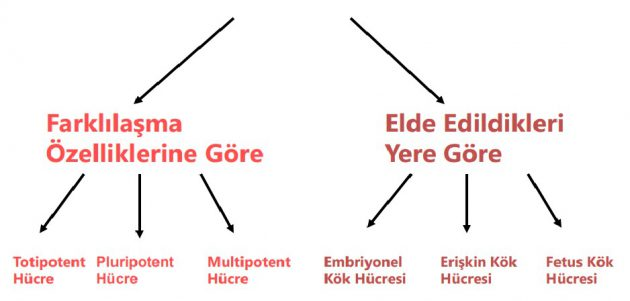 Farklılaşma
Özelliklerine Göre
Elde Edildikleri
Yere Göre
Totipotent
Hücre
Pluripotent
Hücre
Multipotent
Hücre
Embriyonel
Kök Hücresi
Erişkin Kök
Hücresi
Fetus Kök
Hücresi